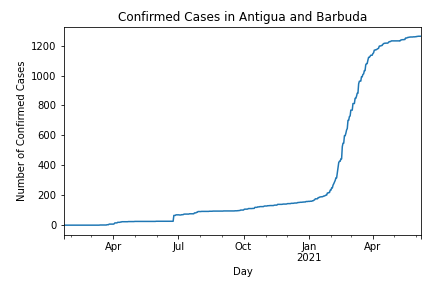 Confirmed Cases in Antigua and Barbuda
Number of Confirmed Cases
1200
1000
800
600
400
200
0
Apr
Jul
Oct
Jan
2021
Apr
Day